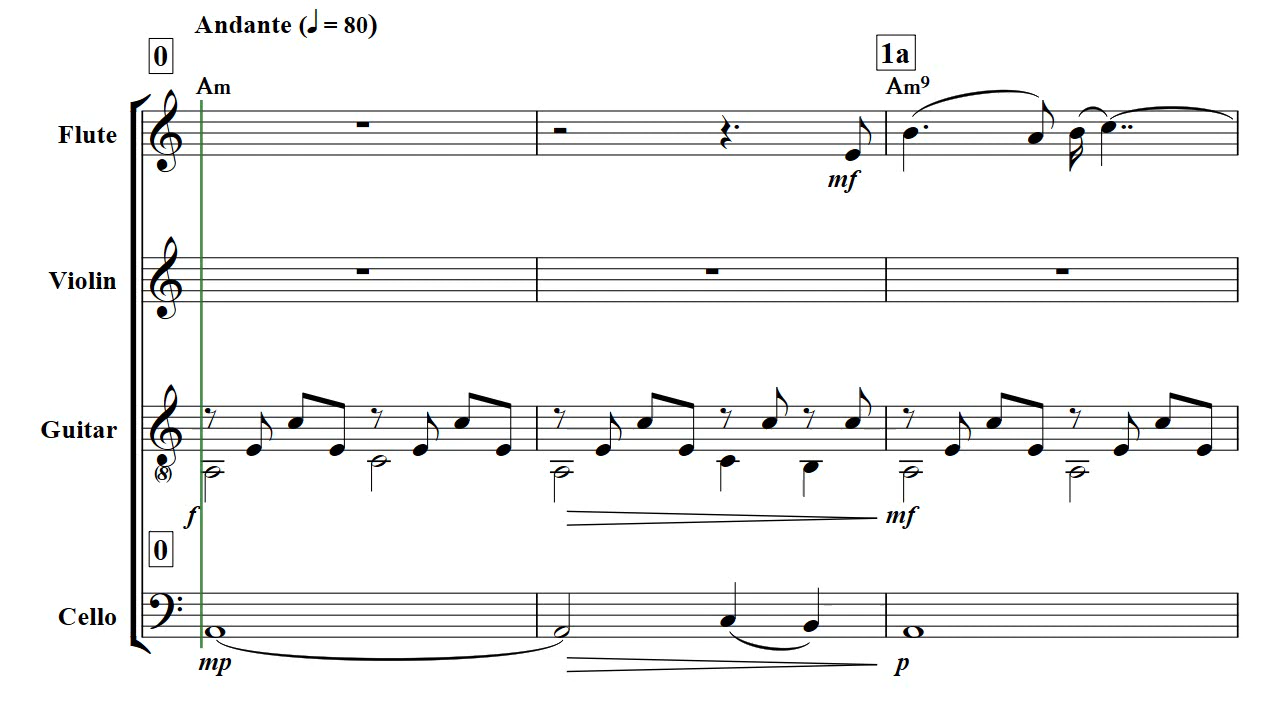 Andante (♩ = 80)
0
1a
Am
Am9
Flute
mf
Violin
Guitar
(8)
f
mf
0
Cello
mp
p